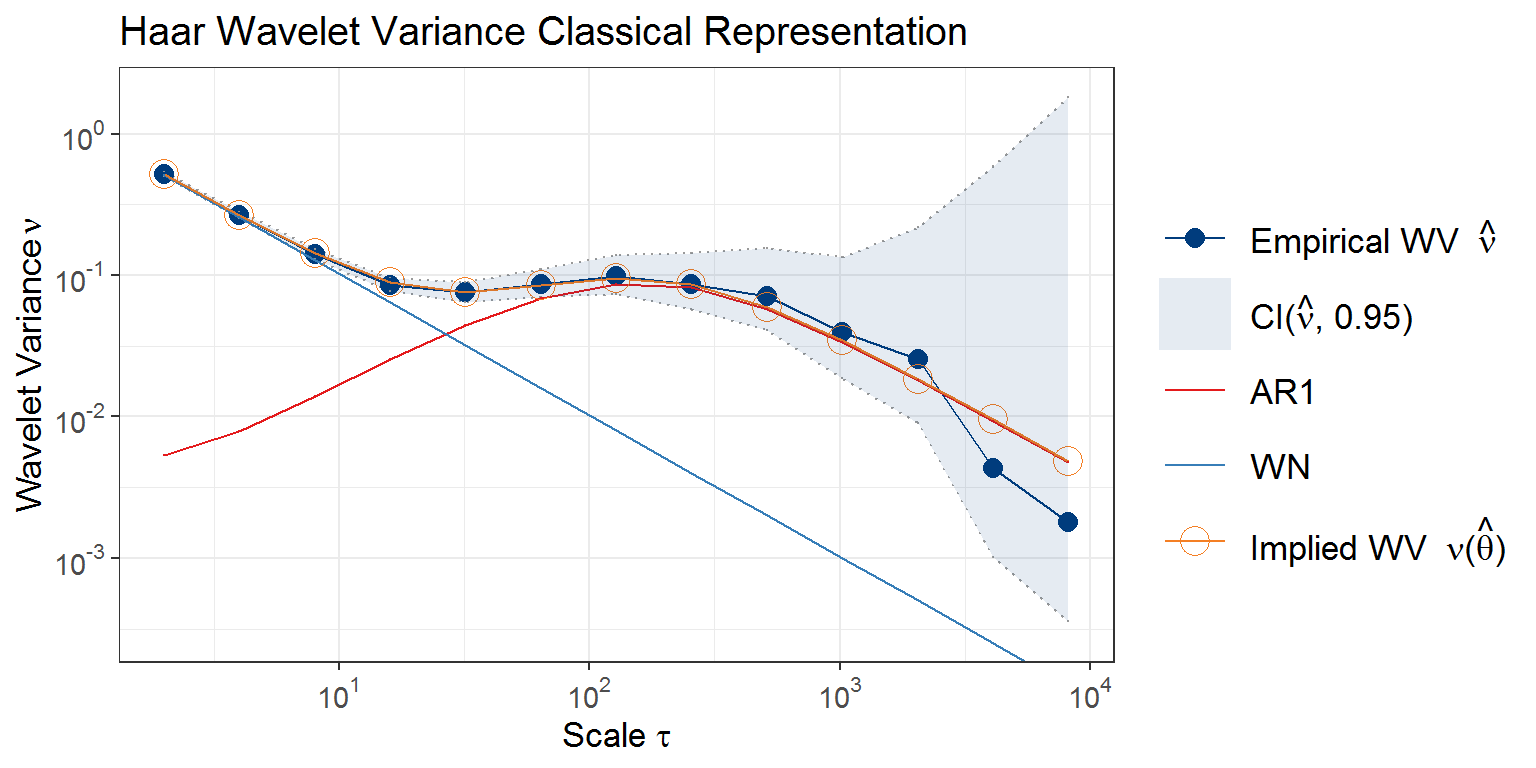 Haar Wavelet Variance Classical Representation
Wavelet Variance ν
10⁰
10⁻¹
10⁻²
10⁻³
10¹ 10² 10³ 10⁴
Scale τ
Empirical WV ν̂
CI(ν̂, 0.95)
AR1
WN
Implied WV ν(θ̂)